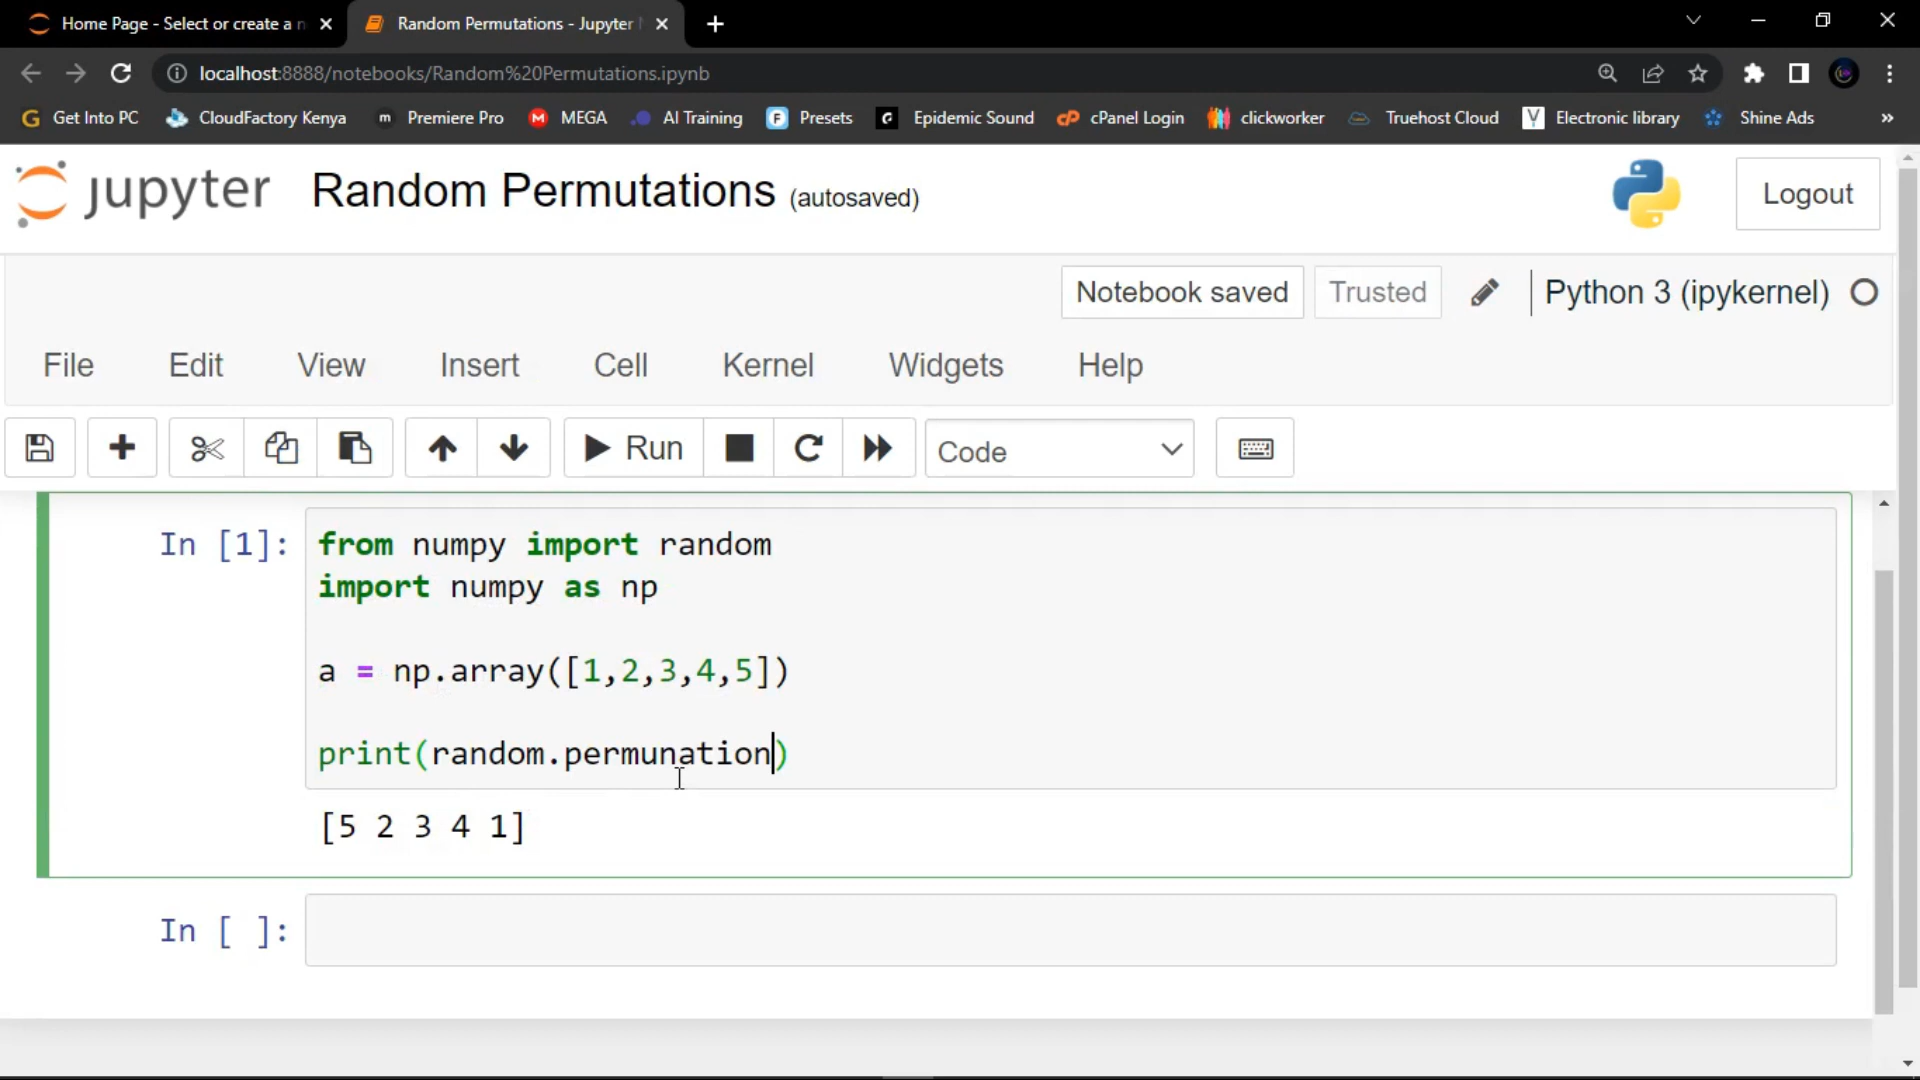 Home Page - Select or create a n
Random Permutations - Jupyter
localhost:8888/notebooks/Random%20Permutations.ipynb
G Get Into PC
CloudFactory Kenya
m Premiere Pro
M MEGA
AI Training
F Presets
Epidemic Sound
cP cPanel Login
clickworker
Truehost Cloud
Y Electronic library
Shine Ads
»
jupyter Random Permutations (autosaved)
Logout
Notebook saved Trusted Python 3 (ipykernel)
File Edit View Insert Cell Kernel Widgets Help
Run Code
In [1]: from numpy import random
import numpy as np
a = np.array([1,2,3,4,5])
print(random.permunation)
[5 2 3 4 1]
In [ ]: